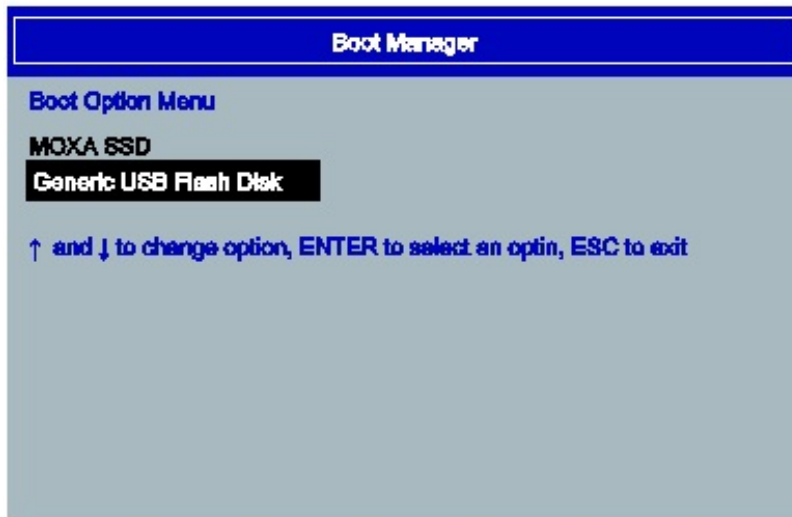 Boot Manager
Boot Option Menu
MOXA SSD
Generic USB Flash Disk
↑ and ↓ to change option, ENTER to select an optin, ESC to exit